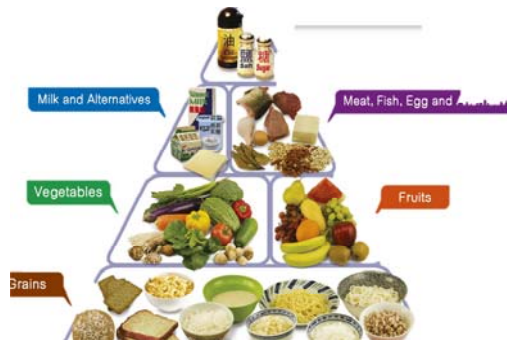 油
鹽
Salt
糖
Sugar
Milk and Alternatives
Meat, Fish, Egg and
Vegetables
Fruits
Grains